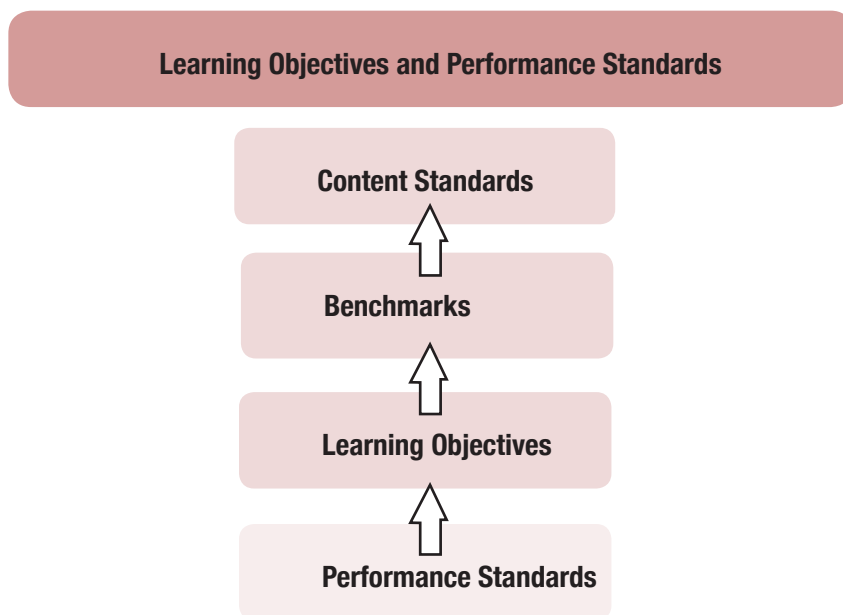 Learning Objectives and Performance Standards
Content Standards
Benchmarks
Learning Objectives
Performance Standards